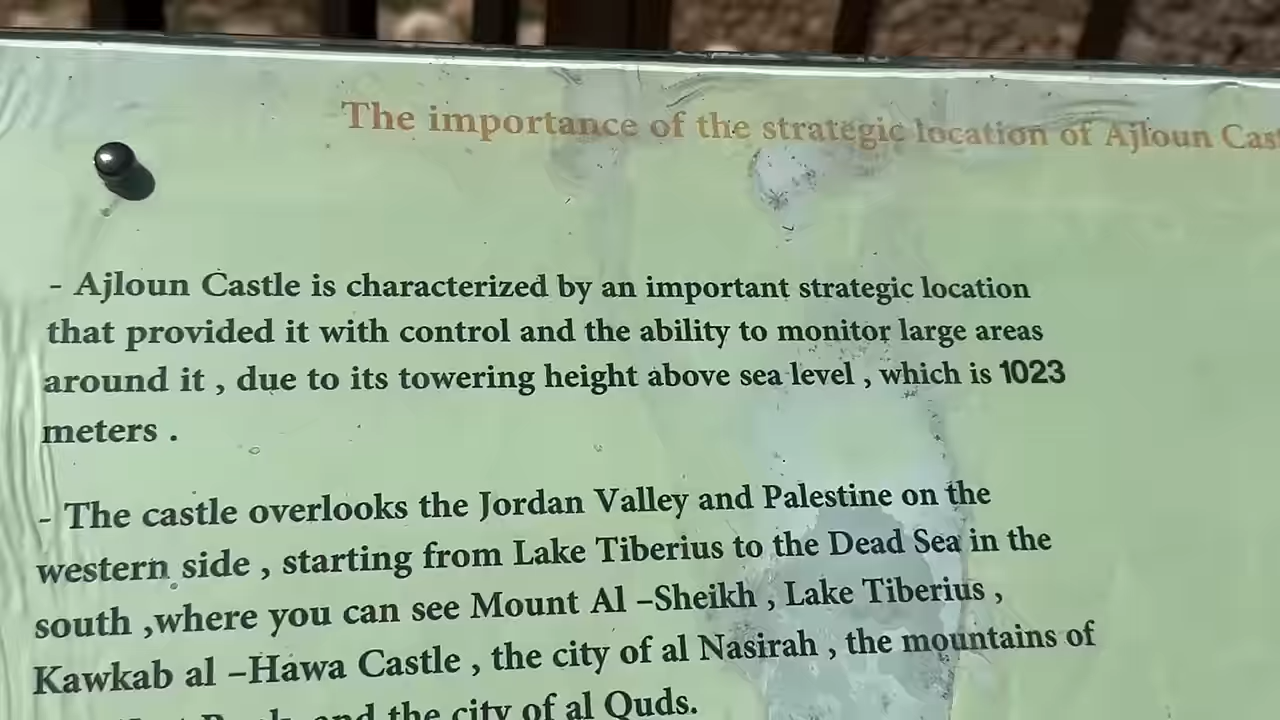 The importance of the strategic location of Ajloun
- Ajloun Castle is characterized by an important strategic location
that provided it with control and the ability to monitor large areas
around it , due to its towering height above sea level , which is 1023
meters .
- The castle overlooks the Jordan Valley and Palestine on the
western side , starting from Lake Tiberius to the Dead Sea in the
south ,where you can see Mount Al –Sheikh , Lake Tiberius ,
Kawkab al –Hawa Castle , the city of al Nasirah , the mountains of
and the city of al Quds.